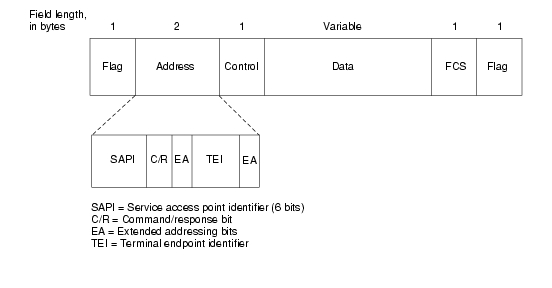 Field length,
in bytes 1 2 1 Variable 1 1
Flag Address Control Data FCS Flag
SAPI C/R EA TEI EA
SAPI = Service access point identifier (6 bits)
C/R = Command/response bit
EA = Extended addressing bits
TEI = Terminal endpoint identifier